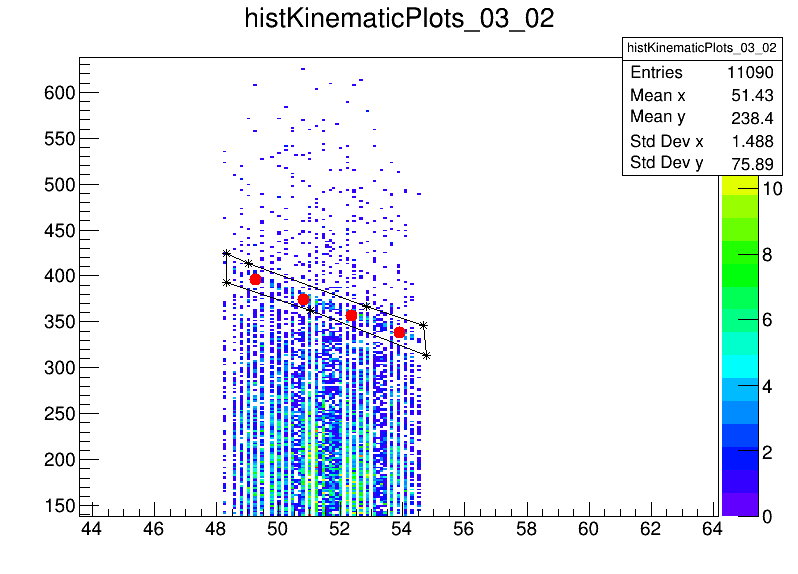 histKinematicPlots_03_02
histKinematicPlots_03_02
Entries 11090
Mean x 51.43
Mean y 238.4
Std Dev x 1.488
Std Dev y 75.89
600
550
500
450
400
350
300
250
200
150
10
8
6
4
2
0
44 46 48 50 52 54 56 58 60 62 64